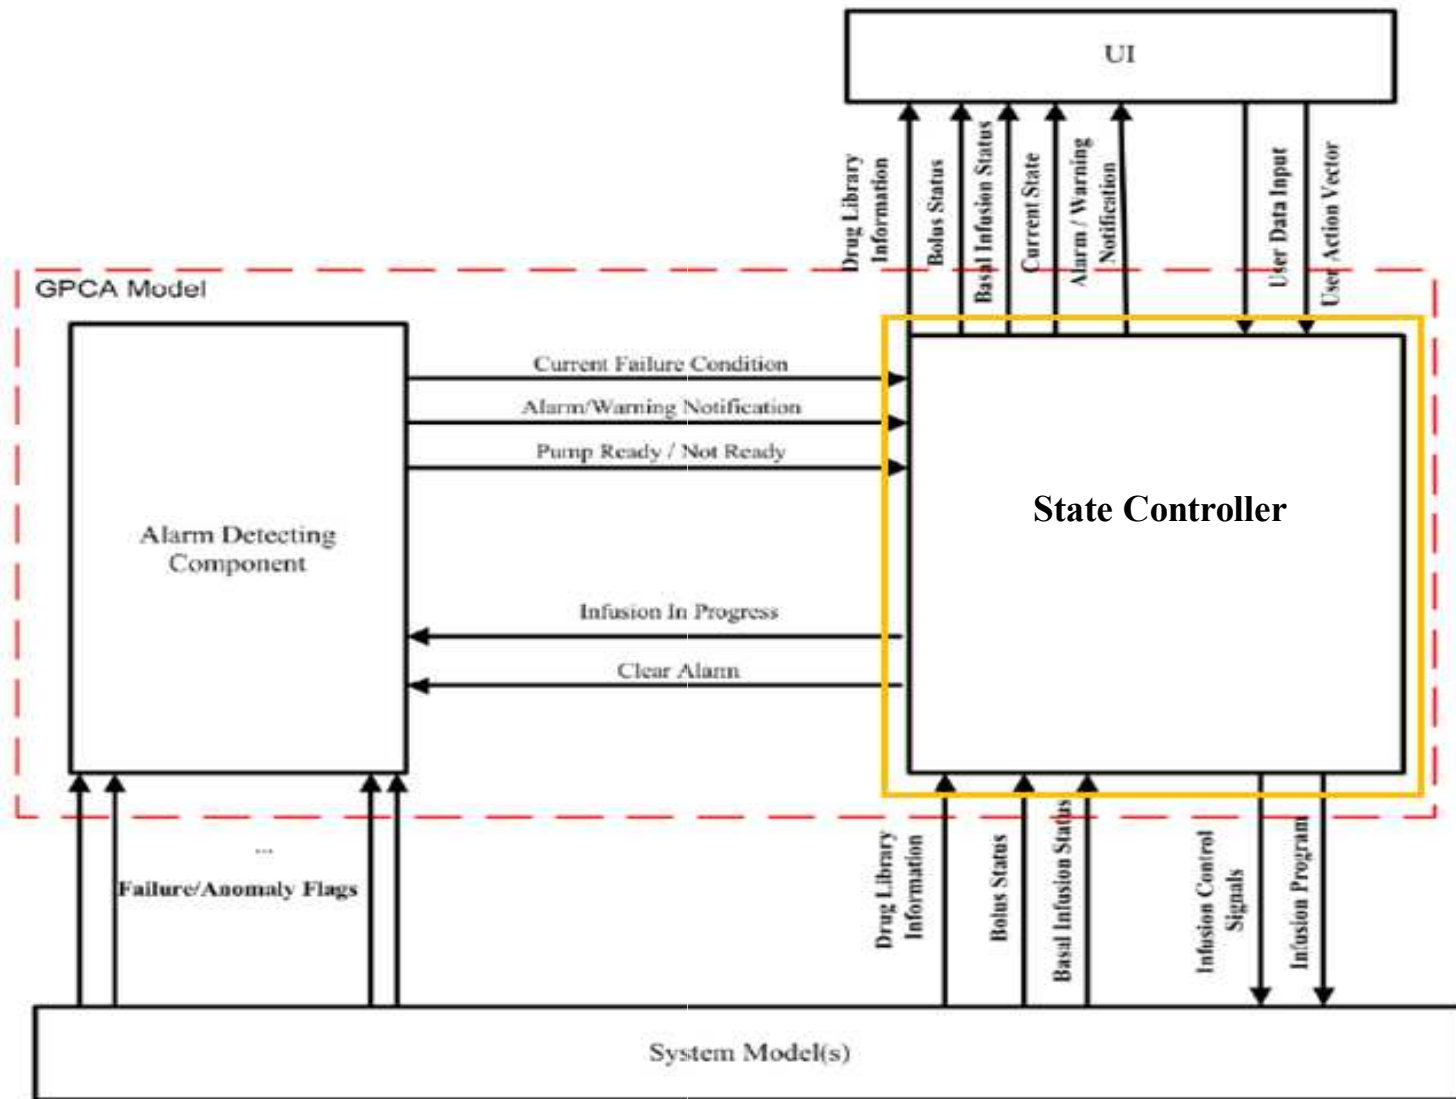 UI
Drug Library
Information
Bolus Status
Basal Infusion Status
Current State
Alarm / Warning
Notification
User Data Input
User Action Vector
GPCA Model
Current Failure Condition
Alarm/Warning Notification
Pump Ready / Not Ready
State Controller
Alarm Detecting
Component
Infusion In Progress
Clear Alarm
...
Failure/Anomaly Flags
Drug Library
Information
Bolus Status
Basal Infusion Status
Infusion Control
Signals
Infusion Program
System Model(s)